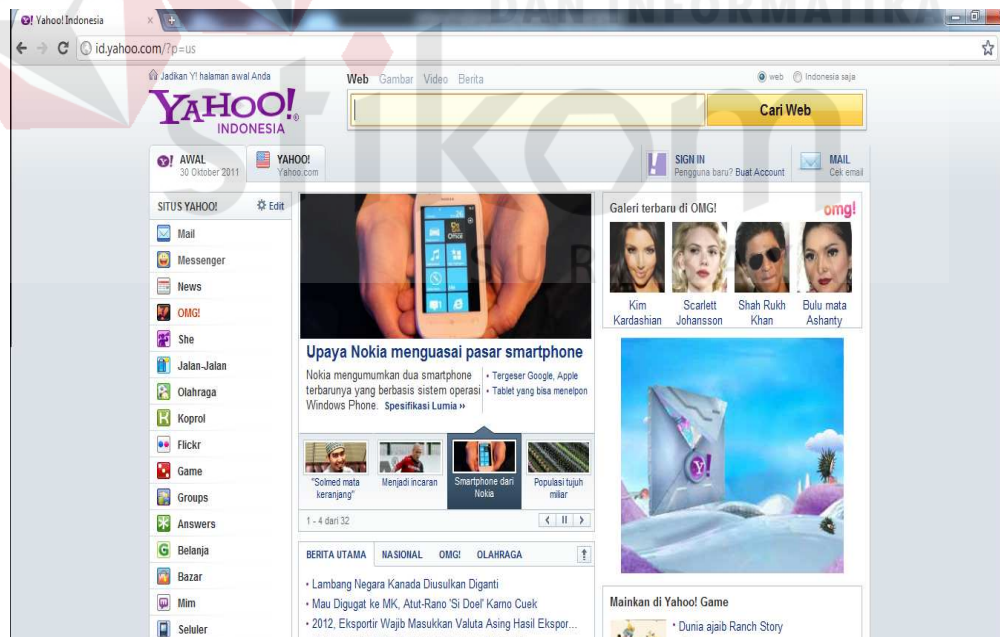 DAN INFORMATIKA
stikom
SURABAYA
Yahoo! Indonesia
id.yahoo.com/?p=us
Jadikan Y! halaman awal Anda
Web Gambar Video Berita
web Indonesia saja
YAHOO!
INDONESIA
Cari Web
AWAL
30 Oktober 2011
YAHOO!
Yahoo.com
SIGN IN
Pengguna baru? Buat Account
MAIL
Cek email
SITUS YAHOO!
Edit
Mail
Messenger
News
OMG!
She
Jalan-Jalan
Olahraga
Koprol
Flickr
Game
Groups
Answers
Belanja
Bazar
Mim
Seluler
Office
Upaya Nokia menguasai pasar smartphone
Nokia mengumumkan dua smartphone
terbarunya yang berbasis sistem operasi
Windows Phone. Spesifikasi Lumia »
• Tergeser Google, Apple
• Tablet yang bisa menelpon
"Solmed mata
keranjang"
Menjadi incaran
Smartphone dari
Nokia
Populasi tujuh
miliar
1 - 4 dari 32
BERITA UTAMA NASIONAL OMG! OLAHRAGA
• Lambang Negara Kanada Diusulkan Diganti
• Mau Digugat ke MK, Atut-Rano 'Si Doel' Karno Cuek
• 2012, Eksportir Wajib Masukkan Valuta Asing Hasil Ekspor...
Galeri terbaru di OMG!
omg!
Kim
Kardashian
Scarlett
Johansson
Shah Rukh
Khan
Bulu mata
Ashanty
Y!
Mainkan di Yahoo! Game
• Dunia ajaib Ranch Story